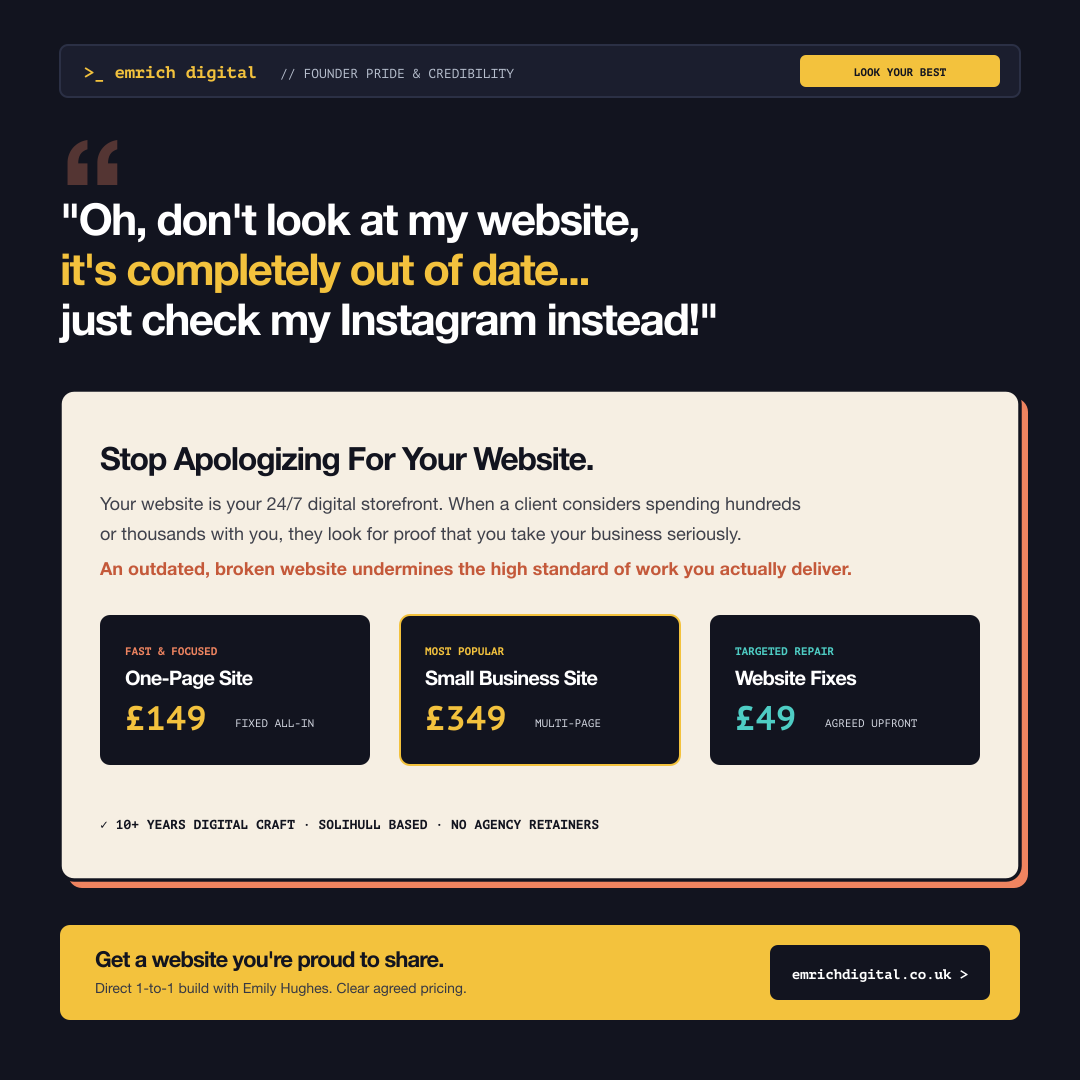 >_ emrich digital // FOUNDER PRIDE & CREDIBILITY LOOK YOUR BEST
“
"Oh, don't look at my website,
it's completely out of date...
just check my Instagram instead!"
Stop Apologizing For Your Website.
Your website is your 24/7 digital storefront. When a client considers spending hundreds
or thousands with you, they look for proof that you take your business seriously.
An outdated, broken website undermines the high standard of work you actually deliver.
FAST & FOCUSED
One-Page Site
£149 FIXED ALL-IN
MOST POPULAR
Small Business Site
£349 MULTI-PAGE
TARGETED REPAIR
Website Fixes
£49 AGREED UPFRONT
✓ 10+ YEARS DIGITAL CRAFT · SOLIHULL BASED · NO AGENCY RETAINERS
Get a website you're proud to share.
Direct 1-to-1 build with Emily Hughes. Clear agreed pricing.
emrichdigital.co.uk >